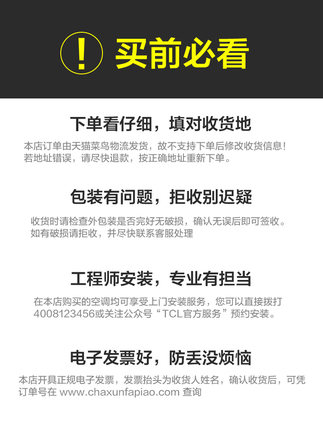 ! 买前必看
下单看仔细，填对收货地
本店订单由天猫菜鸟物流发货，故不支持下单后修改收货信息！
若地址错误，请尽快退款，按正确地址重新下单。
包装有问题，拒收别迟疑
收货时请检查外包装是否完好无破损，确认无误后即可签收。
如有破损请拒收，并尽快联系客服处理
工程师安装，专业有担当
在本店购买的空调均可享受上门安装服务，您可以直接拨打
4008123456或关注公众号“TCL官方服务”预约安装。
电子发票好，防丢没烦恼
本店开具正规电子发票，发票抬头为收货人姓名，确认收货后，可凭
订单号在 www.chaxunfapiao.com 查询